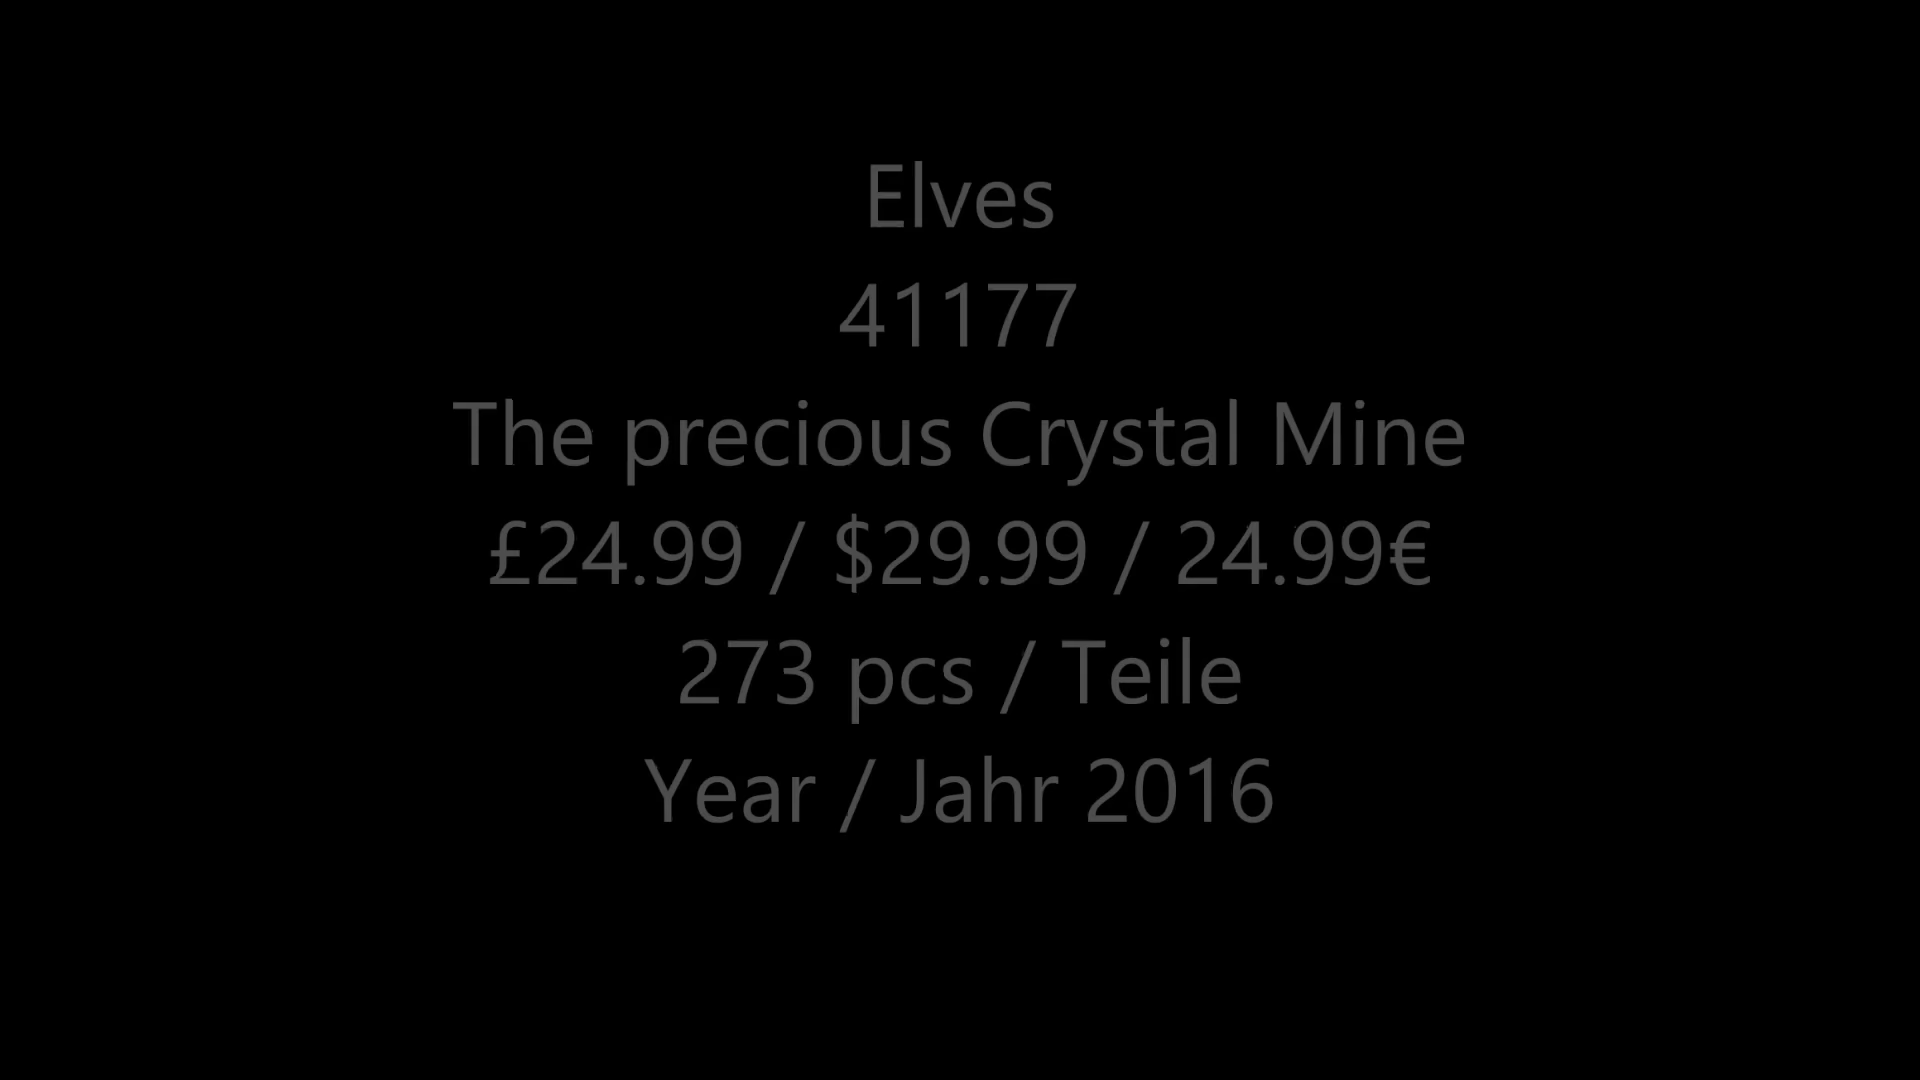 Elves
41177
The precious Crystal Mine
£24.99 / $29.99 / 24.99€
273 pcs / Teile
Year / Jahr 2016